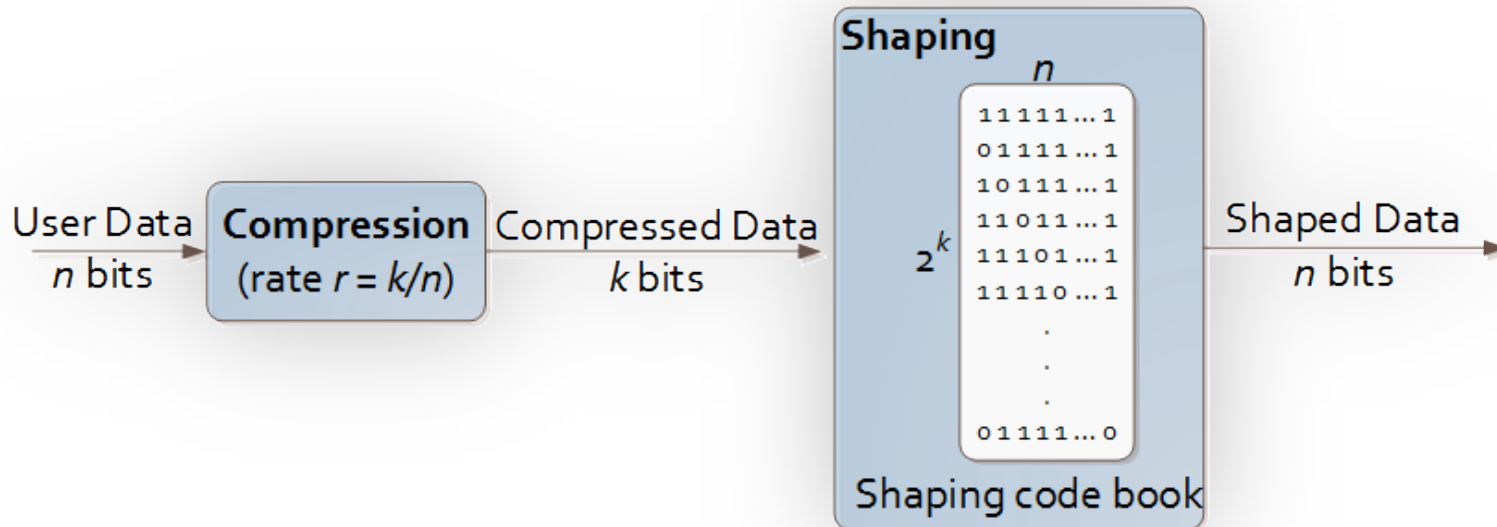 User Data
n bits
Compression
(rate r = k/n)
Compressed Data
k bits
Shaping
n
2^k
11111...1
01111...1
10111...1
11011...1
11101...1
11110...1
.
.
.
01111...0
Shaping code book
Shaped Data
n bits